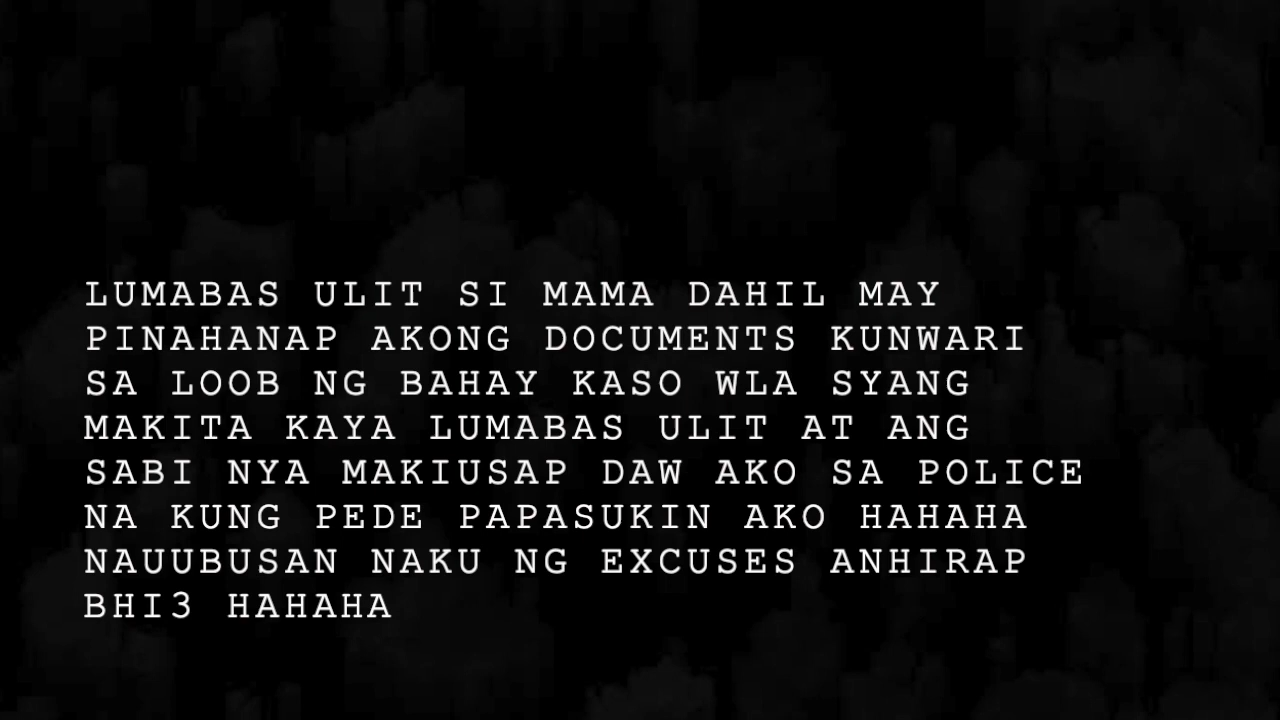 LUMABAS ULIT SI MAMA DAHIL MAY
PINAHANAP AKONG DOCUMENTS KUNWARI
SA LOOB NG BAHAY KASO WLA SYANG
MAKITA KAYA LUMABAS ULIT AT ANG
SABI NYA MAKIUSAP DAW AKO SA POLICE
NA KUNG PEDE PAPASUKIN AKO HAHAHA
NAUUBUSAN NAKU NG EXCUSES ANHIRAP
BHI3 HAHAHA